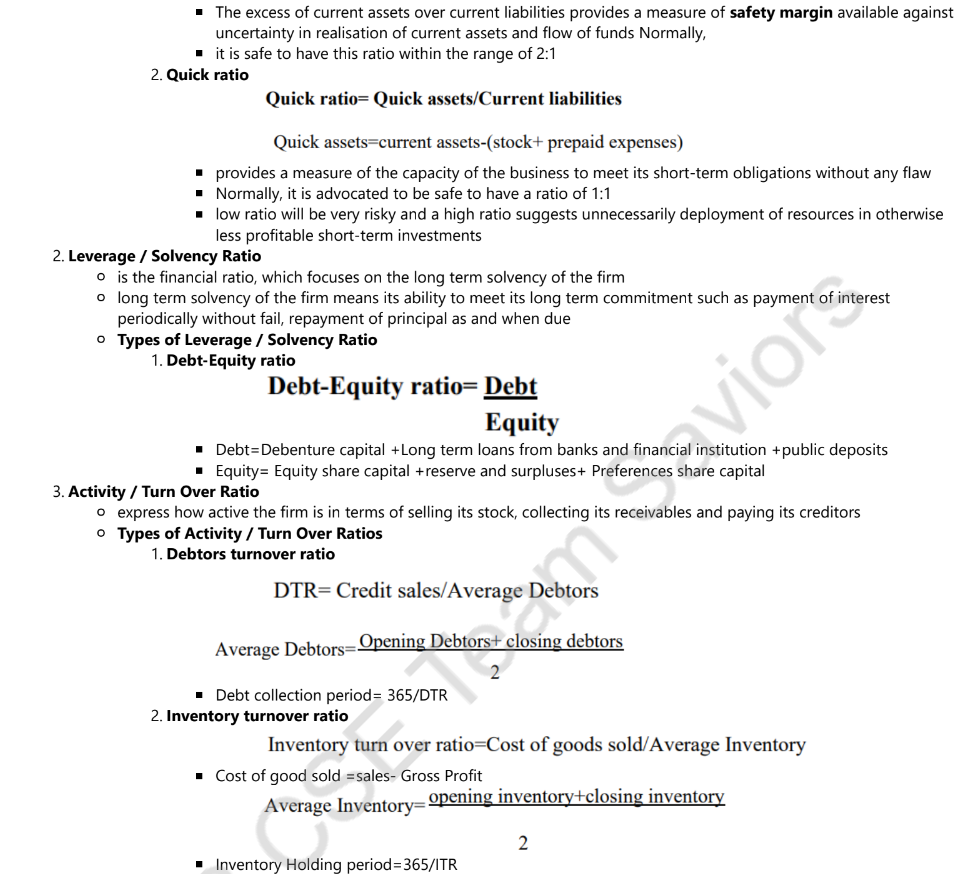 ▪ The excess of current assets over current liabilities provides a measure of safety margin available against
uncertainty in realisation of current assets and flow of funds Normally,
▪ it is safe to have this ratio within the range of 2:1
2. Quick ratio
Quick ratio= Quick assets/Current liabilities
Quick assets=current assets-(stock+ prepaid expenses)
▪ provides a measure of the capacity of the business to meet its short-term obligations without any flaw
▪ Normally, it is advocated to be safe to have a ratio of 1:1
▪ low ratio will be very risky and a high ratio suggests unnecessarily deployment of resources in otherwise
less profitable short-term investments
2. Leverage / Solvency Ratio
○ is the financial ratio, which focuses on the long term solvency of the firm
○ long term solvency of the firm means its ability to meet its long term commitment such as payment of interest
periodically without fail, repayment of principal as and when due
○ Types of Leverage / Solvency Ratio
1. Debt-Equity ratio
Debt-Equity ratio= Debt
Equity
▪ Debt=Debenture capital +Long term loans from banks and financial institution +public deposits
▪ Equity= Equity share capital +reserve and surpluses+ Preferences share capital
3. Activity / Turn Over Ratio
○ express how active the firm is in terms of selling its stock, collecting its receivables and paying its creditors
○ Types of Activity / Turn Over Ratios
1. Debtors turnover ratio
DTR= Credit sales/Average Debtors
Average Debtors=Opening Debtors+ closing debtors
2
▪ Debt collection period= 365/DTR
2. Inventory turnover ratio
Inventory turn over ratio=Cost of goods sold/Average Inventory
▪ Cost of good sold =sales- Gross Profit
Average Inventory=opening inventory+closing inventory
2
▪ Inventory Holding period=365/ITR
CSE Team Saviors